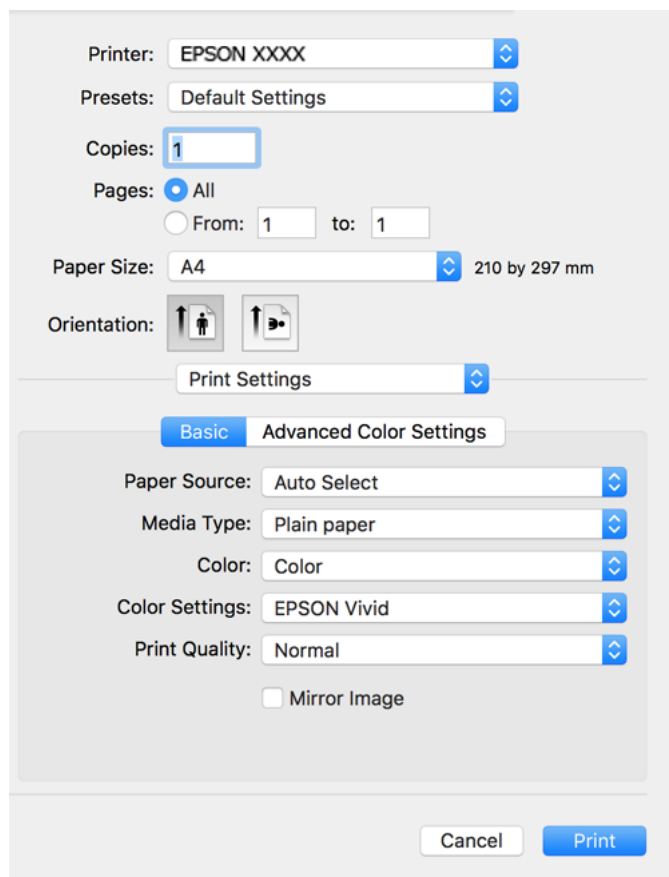 Printer: EPSON XXXX
Presets: Default Settings
Copies: 1
Pages: All
From: 1 to: 1
Paper Size: A4 210 by 297 mm
Orientation:
Print Settings
Basic Advanced Color Settings
Paper Source: Auto Select
Media Type: Plain paper
Color: Color
Color Settings: EPSON Vivid
Print Quality: Normal
Mirror Image
Cancel Print